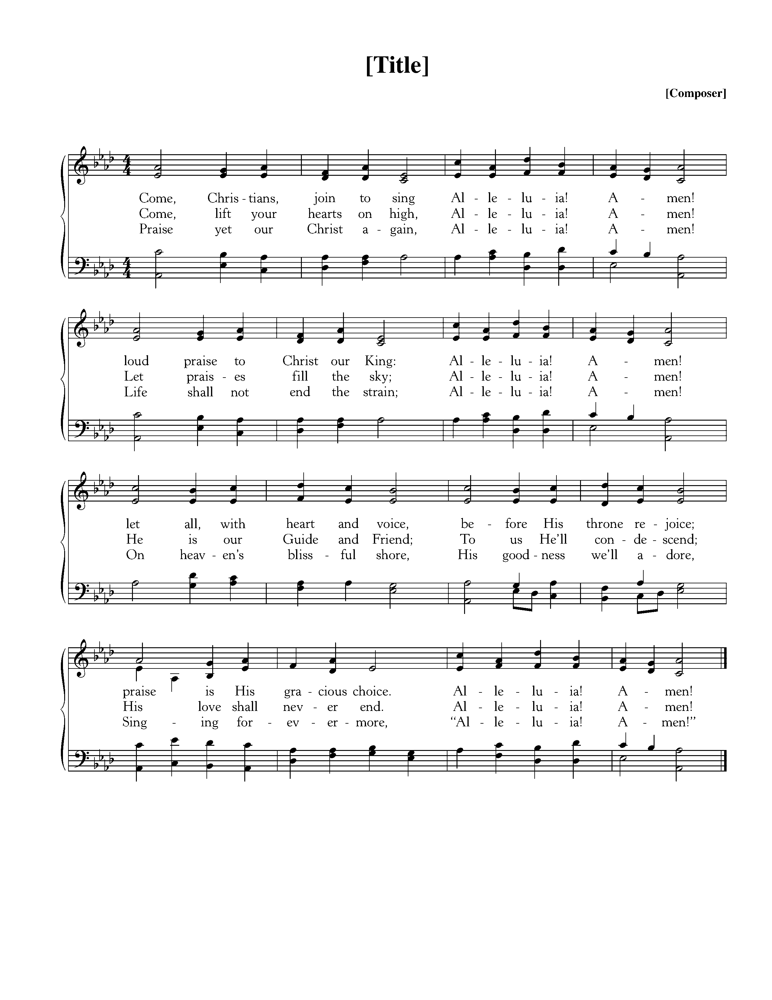 [Title]
[Composer]
4 4
Come, Chris - tians, join to sing Al - le - lu - ia! A - men!
Come, lift your hearts on high, Al - le - lu - ia! A - men!
Praise yet our Christ a - gain, Al - le - lu - ia! A - men!
4 4
loud praise to Christ our King: Al - le - lu - ia! A - men!
Let prais - es fill the sky; Al - le - lu - ia! A - men!
Life shall not end the strain; Al - le - lu - ia! A - men!
let all, with heart and voice, be - fore His throne re - joice;
He is our Guide and Friend; To us He’ll con - de - scend;
On heav - en’s bliss - ful shore, His good - ness we’ll a - dore,
praise is His gra - cious choice. Al - le - lu - ia! A - men!
His love shall nev - er end. Al - le - lu - ia! A - men!
Sing - ing for - ev - er - more, “Al - le - lu - ia! A - men!”